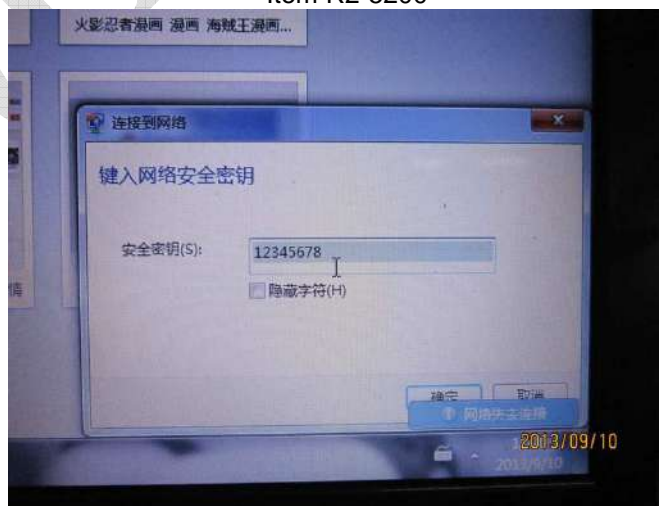 火影忍者漫画 漫画 海贼王漫画...
连接到网络
键入网络安全密钥
安全密钥(S):
12345678
隐藏字符(H)
确定
取消
网络失去连接
2013/09/10
2013/9/10